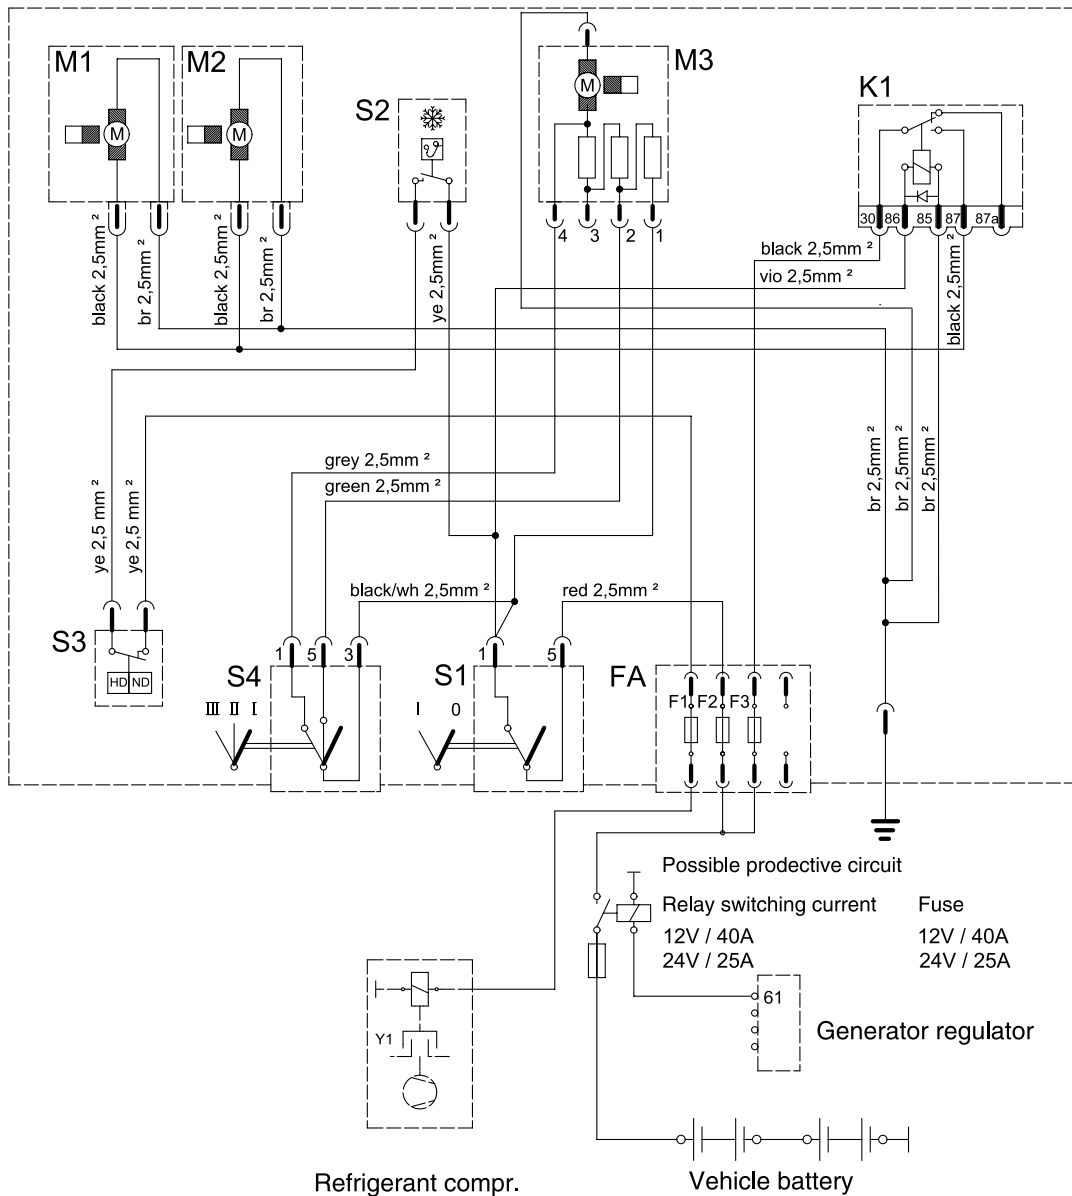 M1
M2
M3
S2
K1
M
M
M
4
3
2
1
30
86
85
87
87a
black 2,5mm ²
br 2,5mm ²
black 2,5mm ²
br 2,5mm ²
ye 2,5mm ²
black 2,5mm ²
vio 2,5mm ²
black 2,5mm ²
grey 2,5mm ²
green 2,5mm ²
br 2,5mm ²
br 2,5mm ²
br 2,5mm ²
ye 2,5 mm ²
ye 2,5 mm ²
black/wh 2,5mm ²
red 2,5mm ²
S3
HD
ND
S4
1
5
3
III II I
S1
1
5
I 0
FA
F1
F2
F3
Possible prodective circuit
Relay switching current
Fuse
12V / 40A
12V / 40A
24V / 25A
24V / 25A
61
Generator regulator
Y1
Refrigerant compr.
Vehicle battery